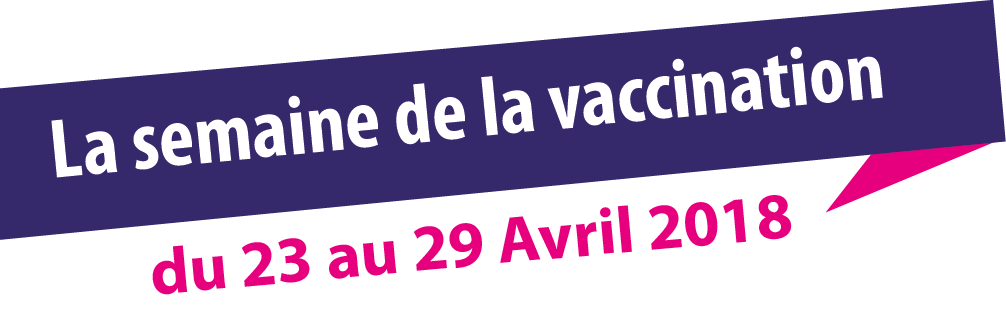 La semaine de la vaccination
du 23 au 29 Avril 2018